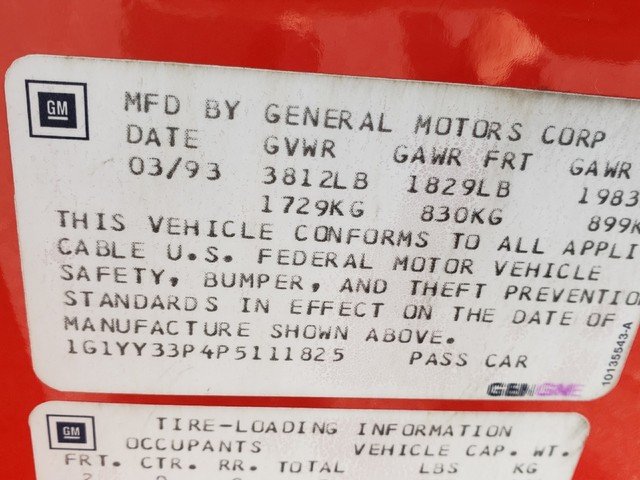 GM
MFD BY GENERAL MOTORS CORP
DATE GVWR GAWR FRT GAWR
03/93 3812LB 1829LB 1983
1729KG 830KG 899K
THIS VEHICLE CONFORMS TO ALL APPLI
CABLE U.S. FEDERAL MOTOR VEHICLE
SAFETY, BUMPER, AND THEFT PREVENTIO
STANDARDS IN EFFECT ON THE DATE OF
MANUFACTURE SHOWN ABOVE.
1G1YY33P4P5111825 PASS CAR
10135543-A
GM
TIRE-LOADING INFORMATION
OCCUPANTS VEHICLE CAP. WT.
FRT. CTR. RR. TOTAL LBS KG